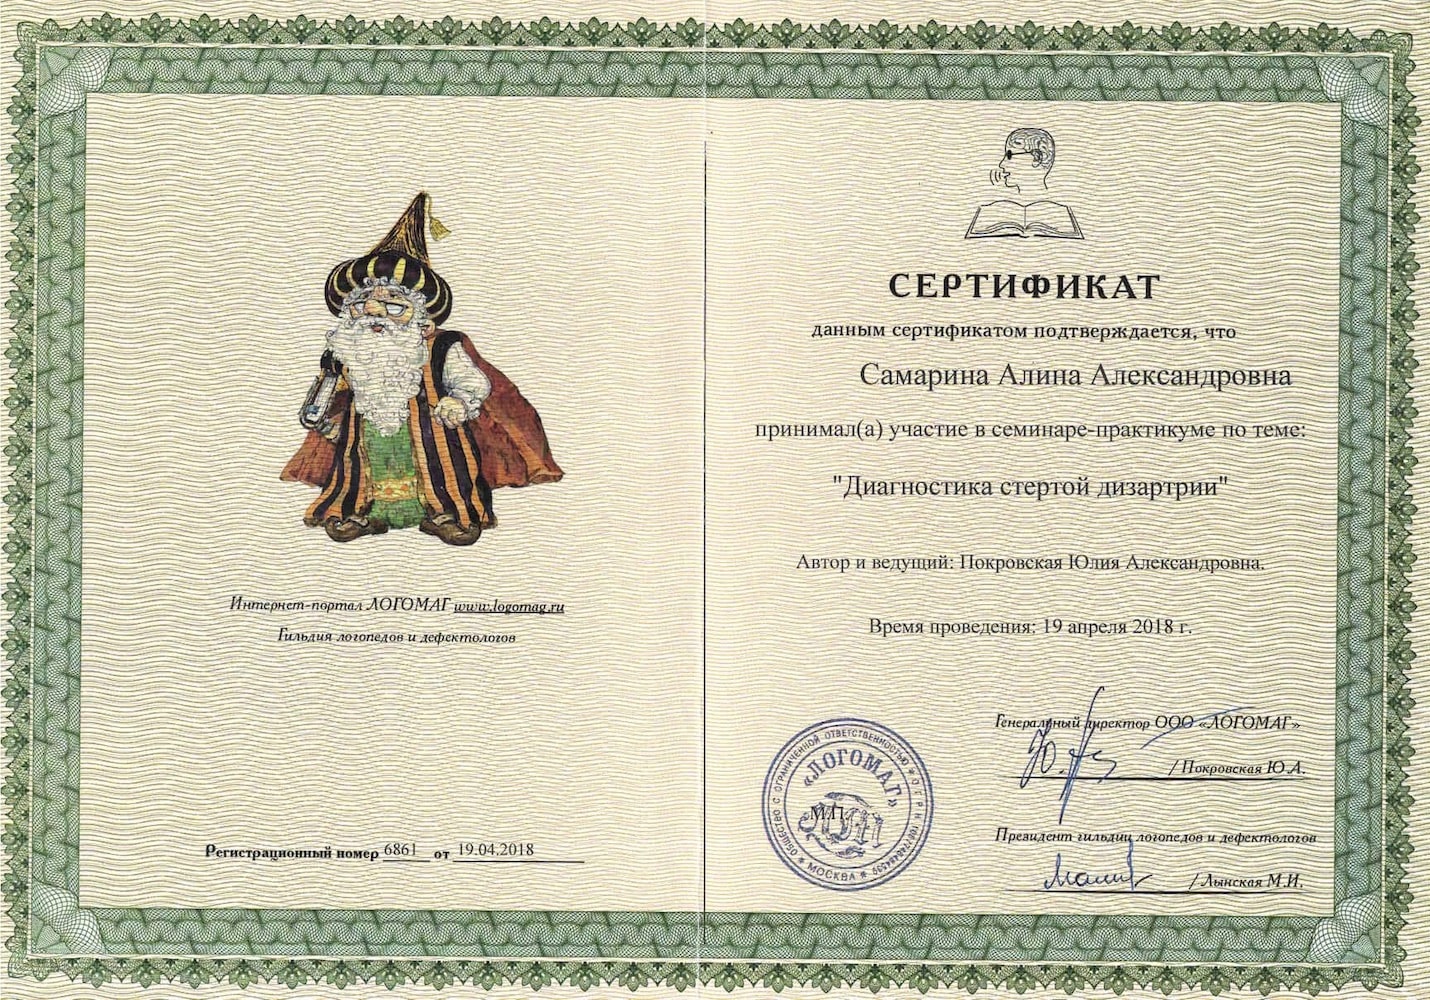 Интернет-портал ЛОГОМАГ www.logomag.ru
Гильдия логопедов и дефектологов
Регистрационный номер 6861 от 19.04.2018
СЕРТИФИКАТ
данным сертификатом подтверждается, что
Самарина Алина Александровна
принимал(а) участие в семинаре-практикуме по теме:
"Диагностика стертой дизартрии"
Автор и ведущий: Покровская Юлия Александровна.
Время проведения: 19 апреля 2018 г.
Генеральный директор ООО «ЛОГОМАГ»
/ Покровская Ю.А.
Президент гильдии логопедов и дефектологов
/ Лынская М.И.
ОБЩЕСТВО С ОГРАНИЧЕННОЙ ОТВЕТСТВЕННОСТЬЮ
О.Г.Р.Н.
«ЛОГОМАГ»
М.П.
МОСКВА